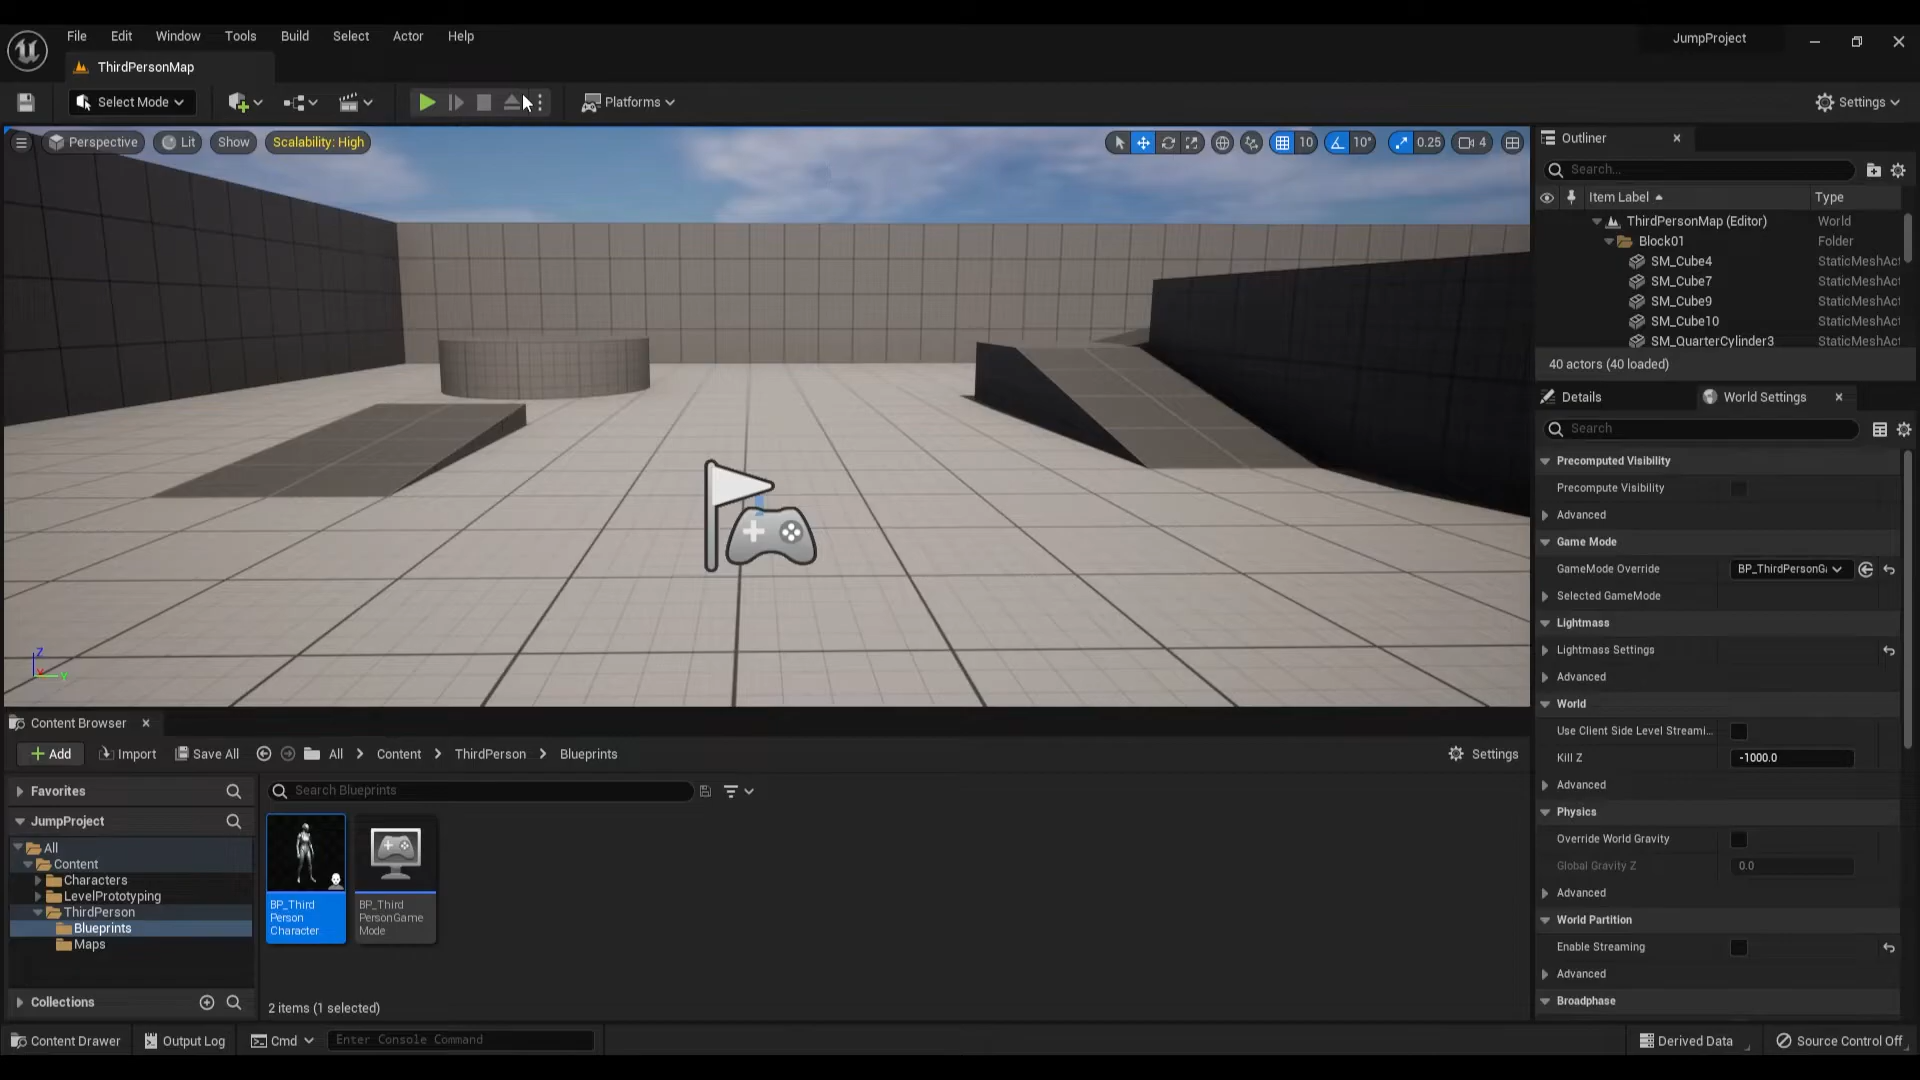 File Edit Window Tools Build Select Actor Help
JumpProject
ThirdPersonMap
Select Mode
Platforms
Settings
Perspective Lit Show Scalability: High
10 10° 0.25 4
Outliner
Search...
Item Label Type
ThirdPersonMap (Editor) World
Block01 Folder
SM_Cube4 StaticMeshAct
SM_Cube7 StaticMeshAct
SM_Cube9 StaticMeshAct
SM_Cube10 StaticMeshAct
SM_QuarterCylinder3 StaticMeshAct
40 actors (40 loaded)
Details World Settings
Search
Precomputed Visibility
Precompute Visibility
Advanced
Game Mode
GameMode Override BP_ThirdPersonGa
Selected GameMode
Lightmass
Lightmass Settings
Advanced
World
Use Client Side Level Streami...
Kill Z -1000.0
Advanced
Physics
Override World Gravity
Global Gravity Z 0.0
Advanced
World Partition
Enable Streaming
Advanced
Broadphase
Z
Y
Content Browser
Add Import Save All All Content ThirdPerson Blueprints Settings
Favorites
Search Blueprints
JumpProject
All
Content
Characters
LevelPrototyping
ThirdPerson
Blueprints
Maps
BP_Third
Person
Character
BP_Third
PersonGame
Mode
Collections
2 items (1 selected)
Content Drawer Output Log Cmd Enter Console Command Derived Data Source Control Off